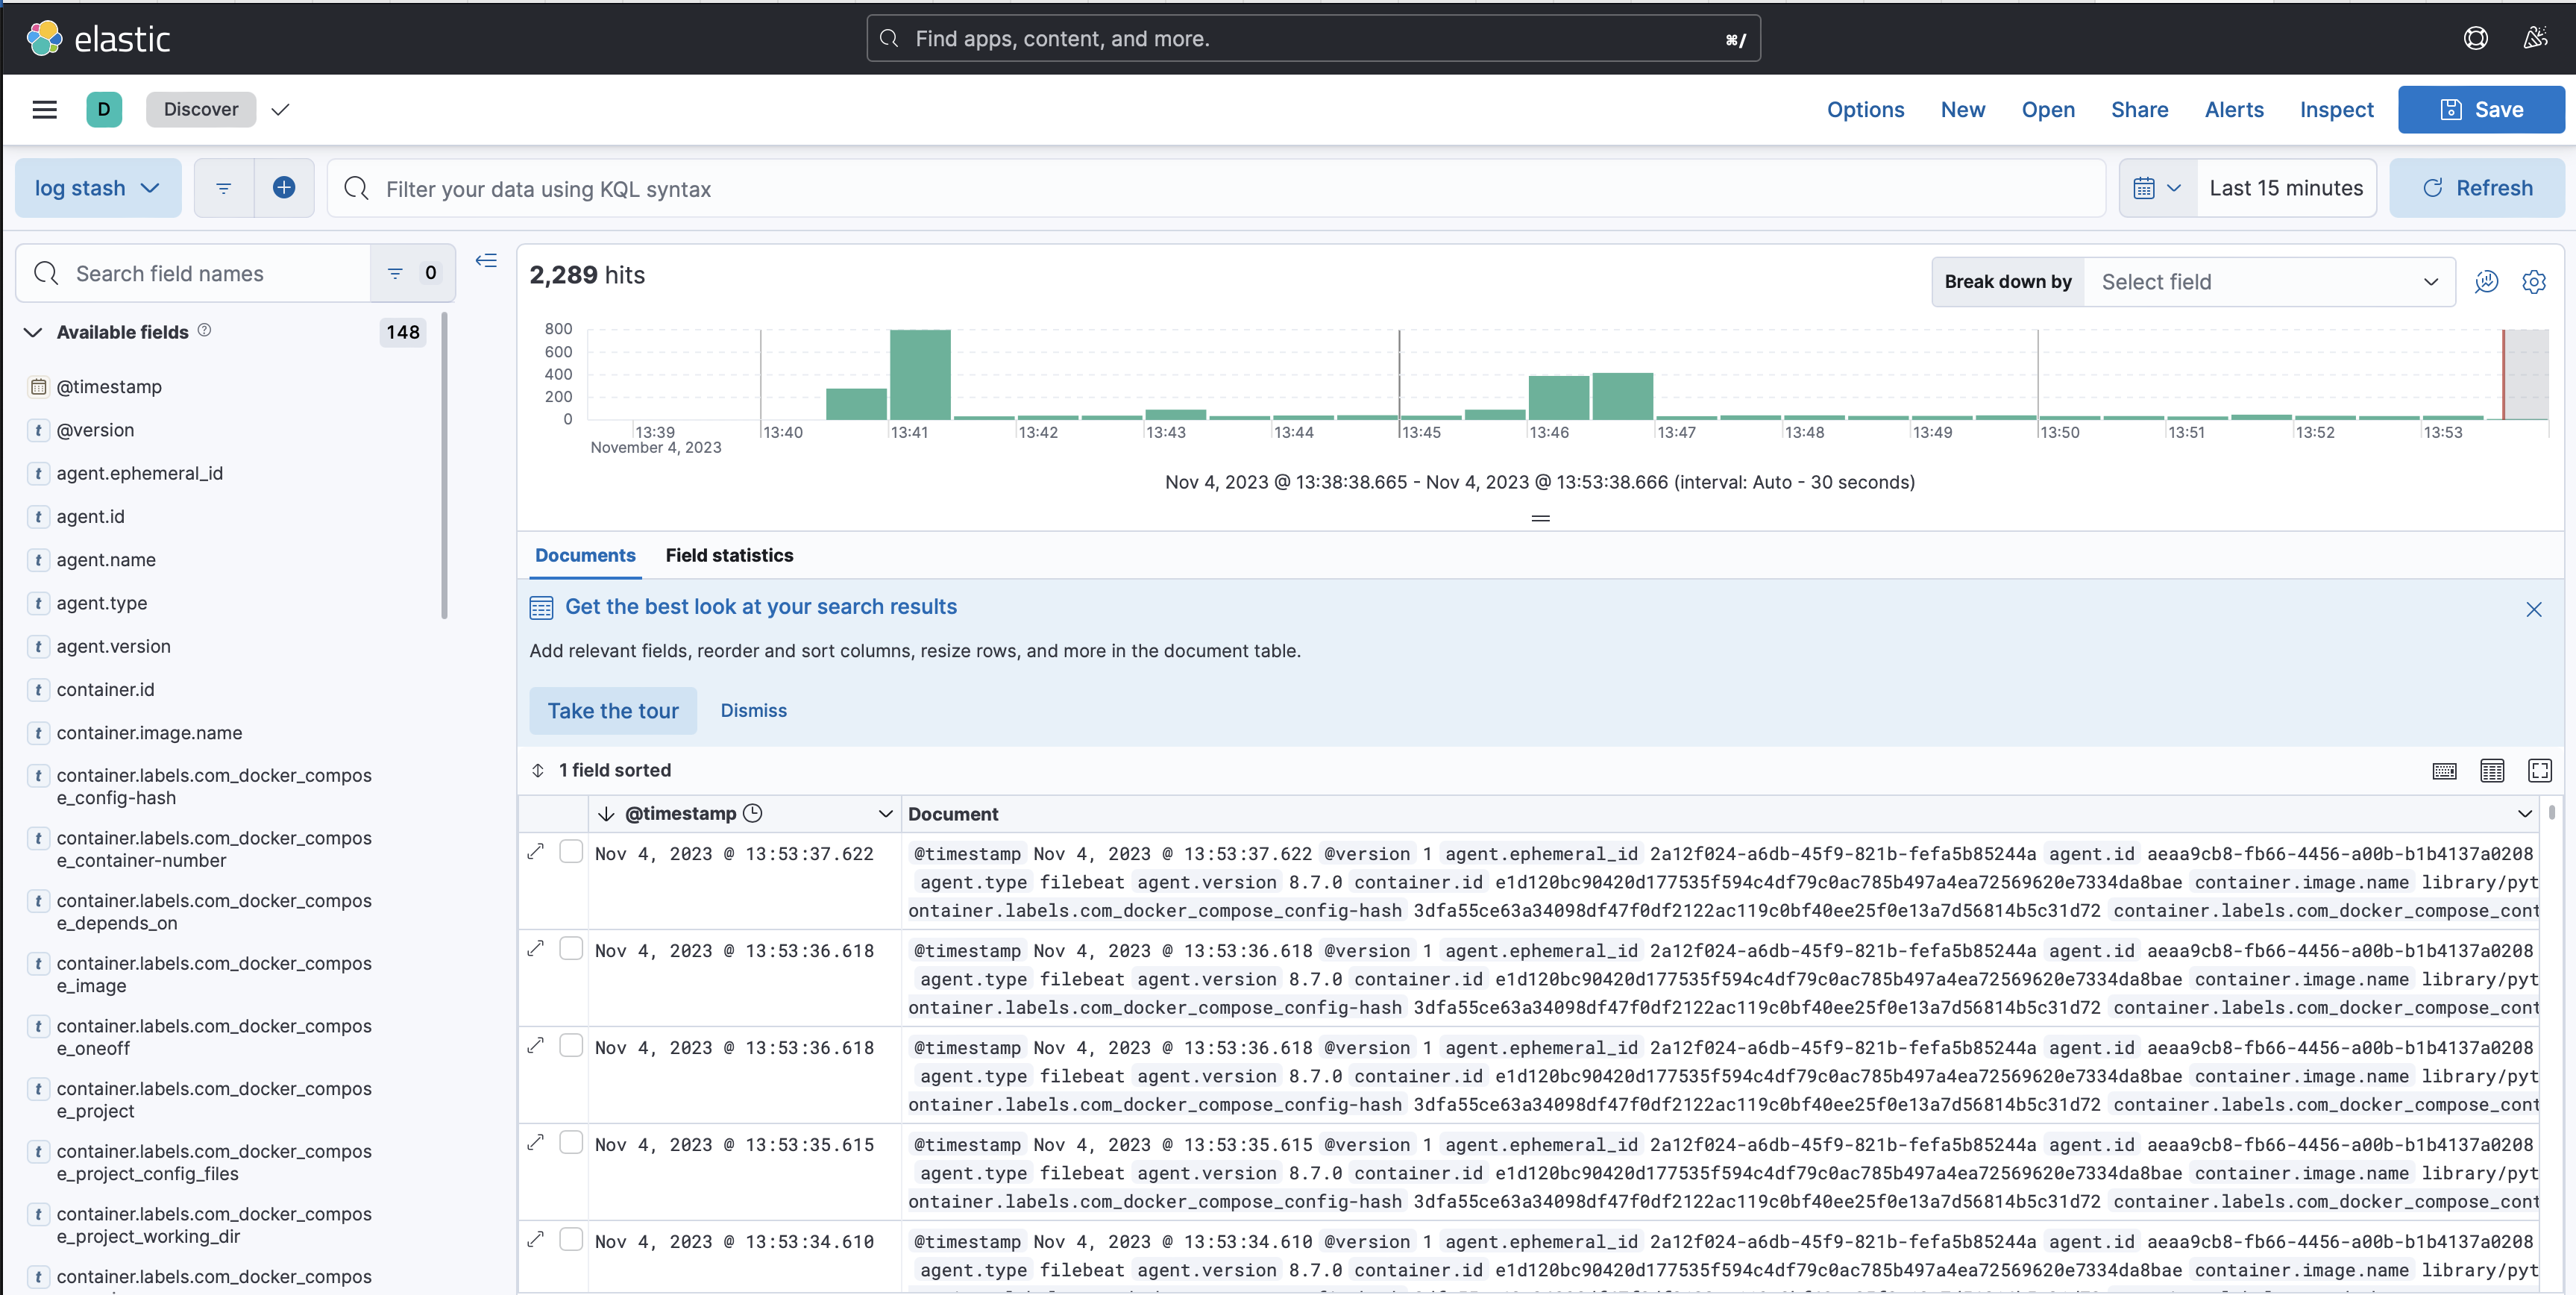 elastic
Find apps, content, and more. ⌘/
D Discover Options New Open Share Alerts Inspect Save
log stash Filter your data using KQL syntax Last 15 minutes Refresh
Search field names 0
Available fields 148
@timestamp
t @version
t agent.ephemeral_id
t agent.id
t agent.name
t agent.type
t agent.version
t container.id
t container.image.name
t container.labels.com_docker_compos
e_config-hash
t container.labels.com_docker_compos
e_container-number
t container.labels.com_docker_compos
e_depends_on
t container.labels.com_docker_compos
e_image
t container.labels.com_docker_compos
e_oneoff
t container.labels.com_docker_compos
e_project
t container.labels.com_docker_compos
e_project_config_files
t container.labels.com_docker_compos
e_project_working_dir
t container.labels.com_docker_compos
2,289 hits
Break down by Select field
800
600
400
200
0
13:39 13:40 13:41 13:42 13:43 13:44 13:45 13:46 13:47 13:48 13:49 13:50 13:51 13:52 13:53
November 4, 2023
Nov 4, 2023 @ 13:38:38.665 - Nov 4, 2023 @ 13:53:38.666 (interval: Auto - 30 seconds)
Documents Field statistics
Get the best look at your search results
Add relevant fields, reorder and sort columns, resize rows, and more in the document table.
Take the tour Dismiss
1 field sorted
@timestamp Document
Nov 4, 2023 @ 13:53:37.622 @timestamp Nov 4, 2023 @ 13:53:37.622 @version 1 agent.ephemeral_id 2a12f024-a6db-45f9-821b-fefa5b85244a agent.id aeaa9cb8-fb66-4456-a00b-b1b4137a0208
agent.type filebeat agent.version 8.7.0 container.id e1d120bc90420d177535f594c4df79c0ac785b497a4ea72569620e7334da8bae container.image.name library/pyt
ontainer.labels.com_docker_compose_config-hash 3dfa55ce63a34098df47f0df2122ac119c0bf40ee25f0e13a7d56814b5c31d72 container.labels.com_docker_compose_cont
Nov 4, 2023 @ 13:53:36.618 @timestamp Nov 4, 2023 @ 13:53:36.618 @version 1 agent.ephemeral_id 2a12f024-a6db-45f9-821b-fefa5b85244a agent.id aeaa9cb8-fb66-4456-a00b-b1b4137a0208
agent.type filebeat agent.version 8.7.0 container.id e1d120bc90420d177535f594c4df79c0ac785b497a4ea72569620e7334da8bae container.image.name library/pyt
ontainer.labels.com_docker_compose_config-hash 3dfa55ce63a34098df47f0df2122ac119c0bf40ee25f0e13a7d56814b5c31d72 container.labels.com_docker_compose_cont
Nov 4, 2023 @ 13:53:36.618 @timestamp Nov 4, 2023 @ 13:53:36.618 @version 1 agent.ephemeral_id 2a12f024-a6db-45f9-821b-fefa5b85244a agent.id aeaa9cb8-fb66-4456-a00b-b1b4137a0208
agent.type filebeat agent.version 8.7.0 container.id e1d120bc90420d177535f594c4df79c0ac785b497a4ea72569620e7334da8bae container.image.name library/pyt
ontainer.labels.com_docker_compose_config-hash 3dfa55ce63a34098df47f0df2122ac119c0bf40ee25f0e13a7d56814b5c31d72 container.labels.com_docker_compose_cont
Nov 4, 2023 @ 13:53:35.615 @timestamp Nov 4, 2023 @ 13:53:35.615 @version 1 agent.ephemeral_id 2a12f024-a6db-45f9-821b-fefa5b85244a agent.id aeaa9cb8-fb66-4456-a00b-b1b4137a0208
agent.type filebeat agent.version 8.7.0 container.id e1d120bc90420d177535f594c4df79c0ac785b497a4ea72569620e7334da8bae container.image.name library/pyt
ontainer.labels.com_docker_compose_config-hash 3dfa55ce63a34098df47f0df2122ac119c0bf40ee25f0e13a7d56814b5c31d72 container.labels.com_docker_compose_cont
Nov 4, 2023 @ 13:53:34.610 @timestamp Nov 4, 2023 @ 13:53:34.610 @version 1 agent.ephemeral_id 2a12f024-a6db-45f9-821b-fefa5b85244a agent.id aeaa9cb8-fb66-4456-a00b-b1b4137a0208
agent.type filebeat agent.version 8.7.0 container.id e1d120bc90420d177535f594c4df79c0ac785b497a4ea72569620e7334da8bae container.image.name library/pyt